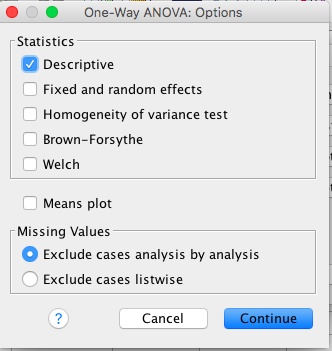 One-Way ANOVA: Options
Statistics
Descriptive
Fixed and random effects
Homogeneity of variance test
Brown-Forsythe
Welch
Means plot
Missing Values
Exclude cases analysis by analysis
Exclude cases listwise
? Cancel Continue